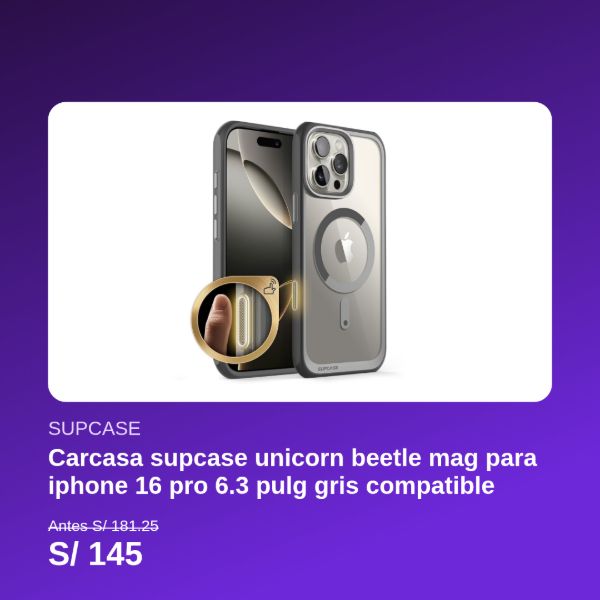 SUPCASE
SUPCASE
Carcasa supcase unicorn beetle mag para
iphone 16 pro 6.3 pulg gris compatible
Antes S/ 181.25
S/ 145